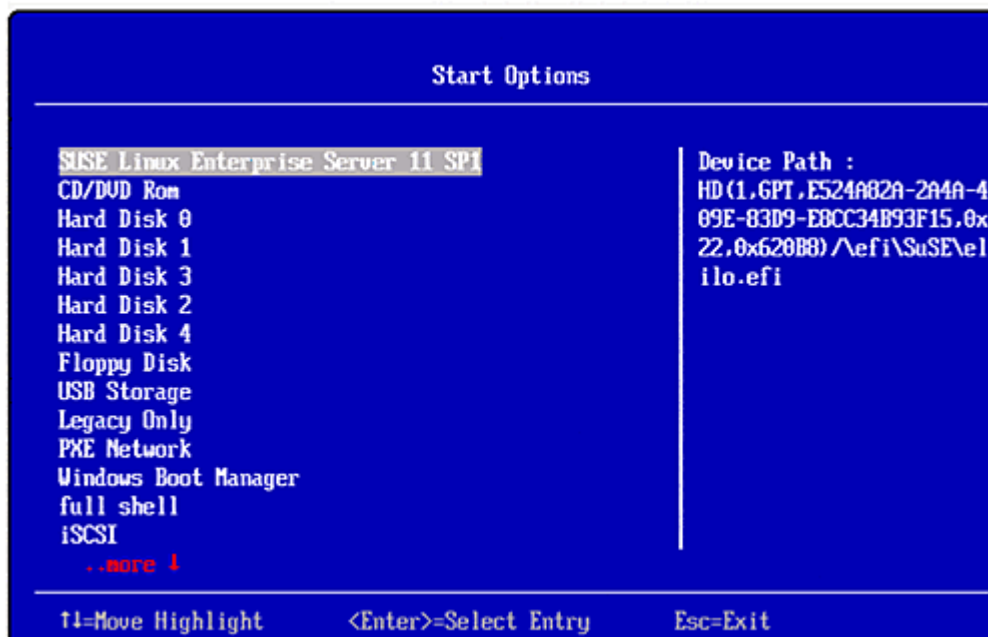 Start Options
SUSE Linux Enterprise Server 11 SP1
CD/DVD Rom
Hard Disk 0
Hard Disk 1
Hard Disk 3
Hard Disk 2
Hard Disk 4
Floppy Disk
USB Storage
Legacy Only
PXE Network
Windows Boot Manager
full shell
iSCSI
..more ↓
Device Path :
HD(1,GPT,E524A82A-2A4A-4
09E-83D9-E8CC34B93F15,0x
22,0x620B8)/\efi\SuSE\el
ilo.efi
↑↓=Move Highlight <Enter>=Select Entry Esc=Exit